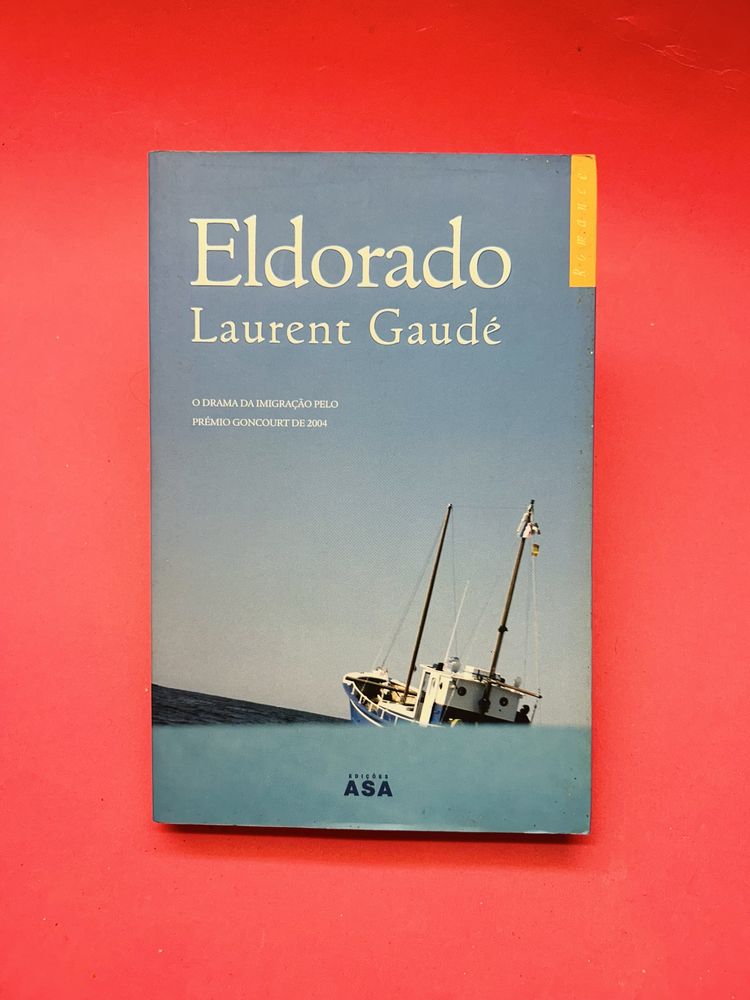 Romance
Eldorado
Laurent Gaudé
O DRAMA DA IMIGRAÇÃO PELO
PRÉMIO GONCOURT DE 2004
EDIÇÕES
ASA